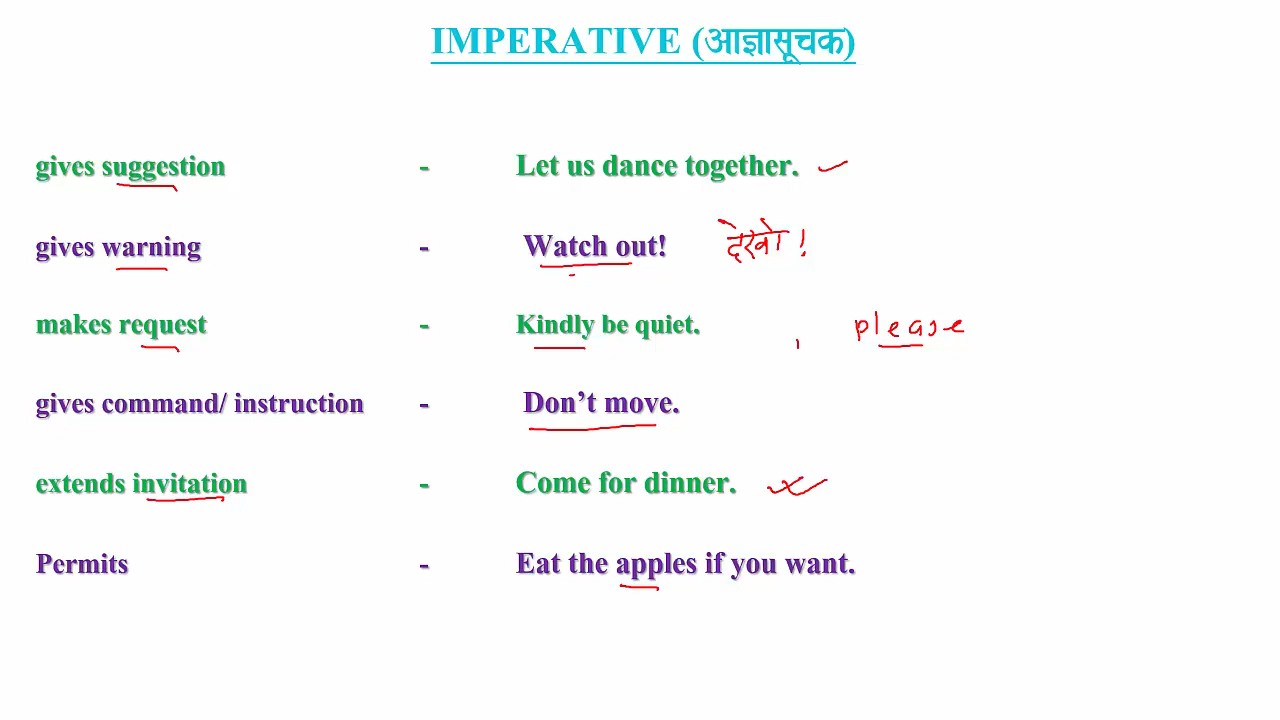 IMPERATIVE (आज्ञासूचक)
gives suggestion - Let us dance together.
gives warning - Watch out! देखो!
makes request - Kindly be quiet. please
gives command/ instruction - Don’t move.
extends invitation - Come for dinner.
Permits - Eat the apples if you want.